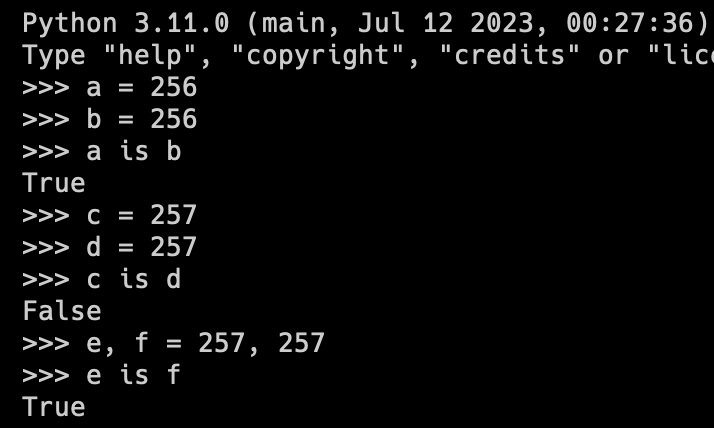 Python 3.11.0 (main, Jul 12 2023, 00:27:36)
Type "help", "copyright", "credits" or "lic
>>> a = 256
>>> b = 256
>>> a is b
True
>>> c = 257
>>> d = 257
>>> c is d
False
>>> e, f = 257, 257
>>> e is f
True